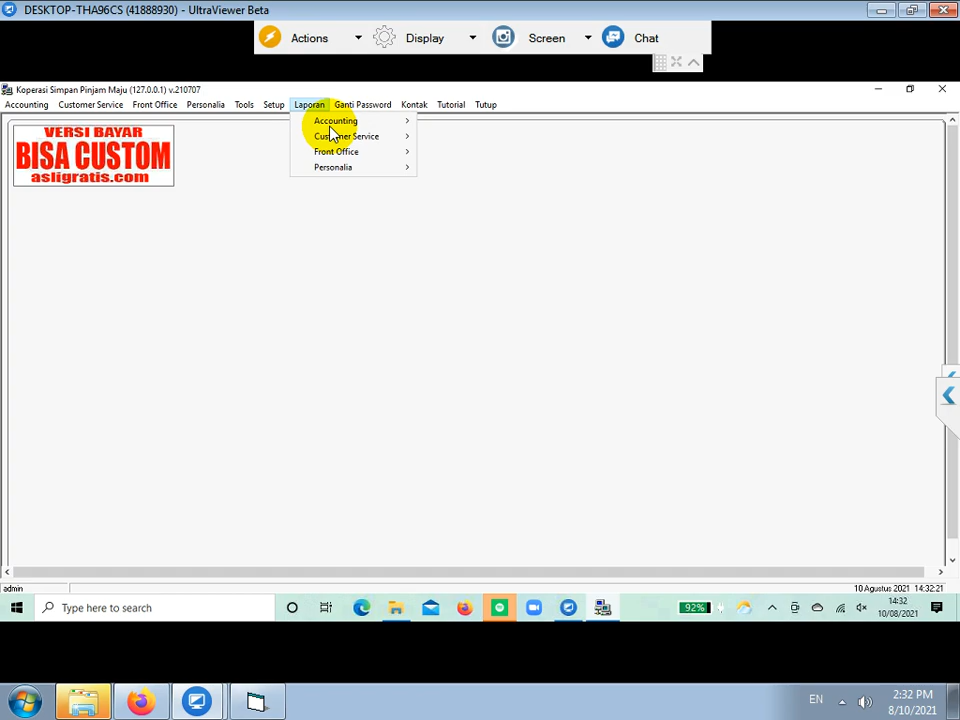 DESKTOP-THA96CS (41888930) - UltraViewer Beta
Actions Display Screen Chat
Koperasi Simpan Pinjam Maju (127.0.0.1) v.210707
Accounting Customer Service Front Office Personalia Tools Setup Laporan Ganti Password Kontak Tutorial Tutup
Accounting
Customer Service
Front Office
Personalia
VERSI BAYAR
BISA CUSTOM
asligratis.com
admin 10 Agustus 2021 14:32:21
Type here to search 92% 14:32
10/08/2021
EN 2:32 PM
8/10/2021